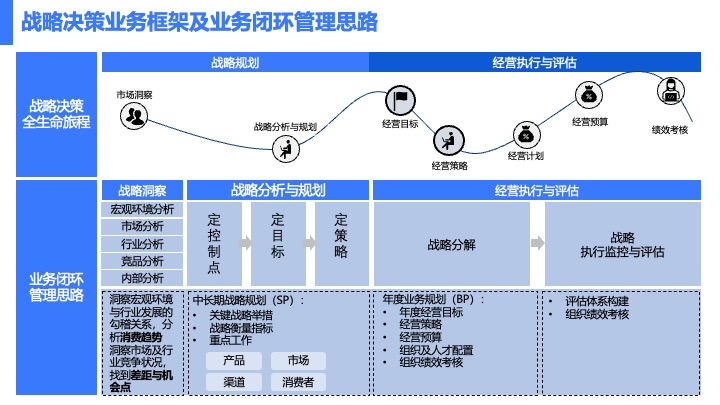 战略决策业务框架及业务闭环管理思路
战略决策
全生命旅程
战略规划
经营执行与评估
市场洞察
战略分析与规划
经营目标
经营策略
经营计划
经营预算
绩效考核
业务闭环
管理思路
战略洞察
战略分析与规划
经营执行与评估
宏观环境分析
市场分析
行业分析
竞品分析
内部分析
定控制点
定目标
定策略
战略分解
战略
执行监控与评估
洞察宏观环境
与行业发展的
勾稽关系，分
析消费趋势
洞察市场及行
业竞争状况，
找到差距与机
会点
中长期战略规划（SP）：
• 关键战略举措
• 战略衡量指标
• 重点工作
产品
市场
渠道
消费者
年度业务规划（BP）：
• 年度经营目标
• 经营策略
• 经营预算
• 组织及人才配置
• 组织绩效考核
• 评估体系构建
• 组织绩效考核